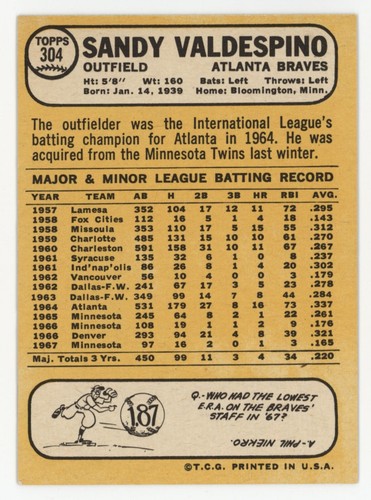 TOPPS
304
SANDY VALDESPINO
OUTFIELD ATLANTA BRAVES
Ht: 5'8" Wt: 160 Bats: Left Throws: Left
Born: Jan. 14, 1939 Home: Bloomington, Minn.
The outfielder was the International League's
batting champion for Atlanta in 1964. He was
acquired from the Minnesota Twins last winter.
MAJOR & MINOR LEAGUE BATTING RECORD
YEAR TEAM AB H 2B 3B HR RBI AVG.
1957 Lamesa 352 104 17 12 11 72 .295
1958 Fox Cities 112 16 5 1 4 18 .143
1958 Missoula 353 110 17 5 15 55 .312
1959 Charlotte 485 131 15 10 10 61 .270
1960 Charleston 591 158 31 10 11 67 .267
1961 Syracuse 135 32 6 1 0 8 .237
1961 Ind'nap'olis 86 26 8 1 4 20 .302
1962 Vancouver 56 10 4 0 0 3 .179
1962 Dallas-F.W. 241 67 17 3 5 23 .278
1963 Dallas-F.W. 349 99 14 7 8 44 .284
1964 Atlanta 531 179 27 8 16 73 .337
1965 Minnesota 245 64 8 2 1 22 .261
1966 Minnesota 108 19 1 1 2 9 .176
1966 Denver 293 94 21 4 8 39 .321
1967 Minnesota 97 16 2 0 1 3 .165
Maj. Totals 3 Yrs. 450 99 11 3 4 34 .220
1.87
Q.-WHO HAD THE LOWEST
E.R.A. ON THE BRAVES'
STAFF IN '67?
A-PHIL NIEKRO.
©T.C.G. PRINTED IN U.S.A.